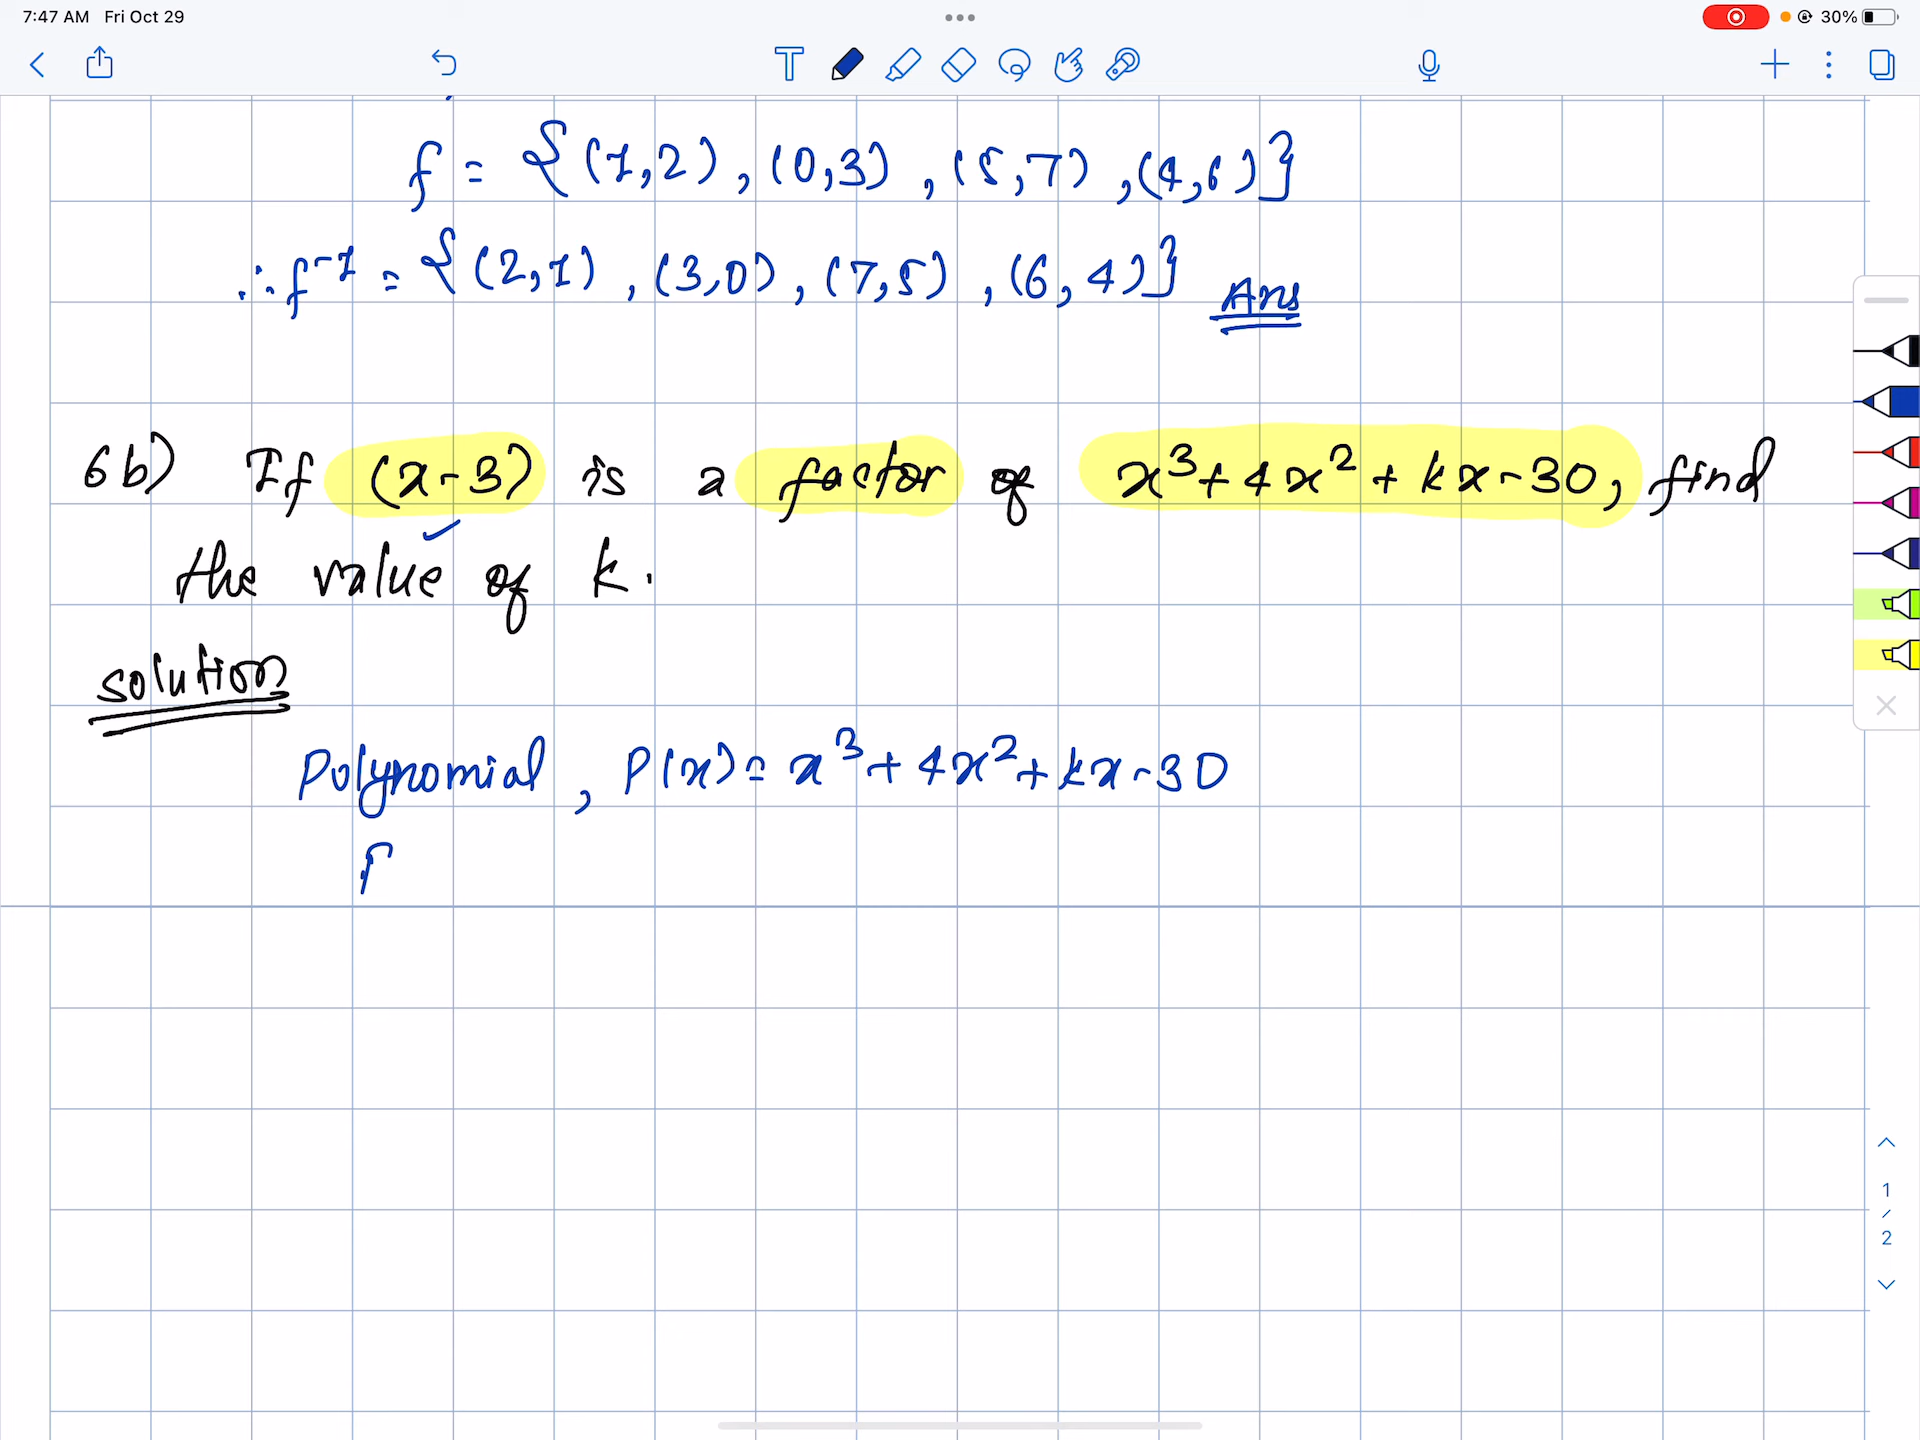 7:47 AM Fri Oct 29
30%
f = {(1,2), (0,3), (5,7), (4,6)}
∴ f⁻¹ = {(2,1), (3,0), (7,5), (6,4)} Ans
6b) If (x-3) is a factor of x³+4x²+kx-30, find
the value of k.
solution
Polynomial, P(x) = x³+4x²+kx-30
1
/
2